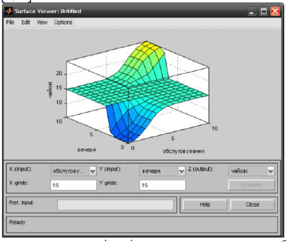 Surface Viewer: Untitled
File Edit View Options
чайові
20
15
10
10
5
0
0
5
10
вечеря
обслуговування
X (input): обслугову... Y (input): вечеря Z (output): чайові
X grids: 15 Y grids: 15 Evaluate
Ref. Input: Help Close
Ready